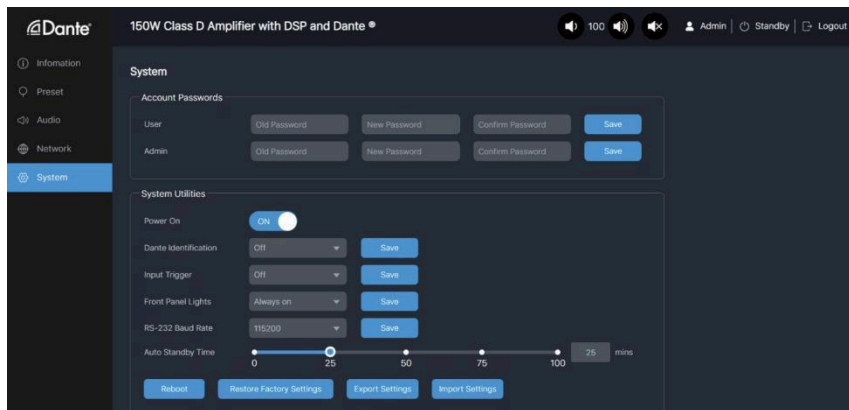 Dante®
150W Class D Amplifier with DSP and Dante ®
100
Admin | Standby | Logout
Infomation
Preset
Audio
Network
System
System
Account Passwords
User Old Password New Password Confirm Password Save
Admin Old Password New Password Confirm Password Save
System Utilities
Power On ON
Dante Identification Off Save
Input Trigger Off Save
Front Panel Lights Always on Save
RS-232 Baud Rate 115200 Save
Auto Standby Time 25 mins
0 25 50 75 100
Reboot Restore Factory Settings Export Settings Import Settings